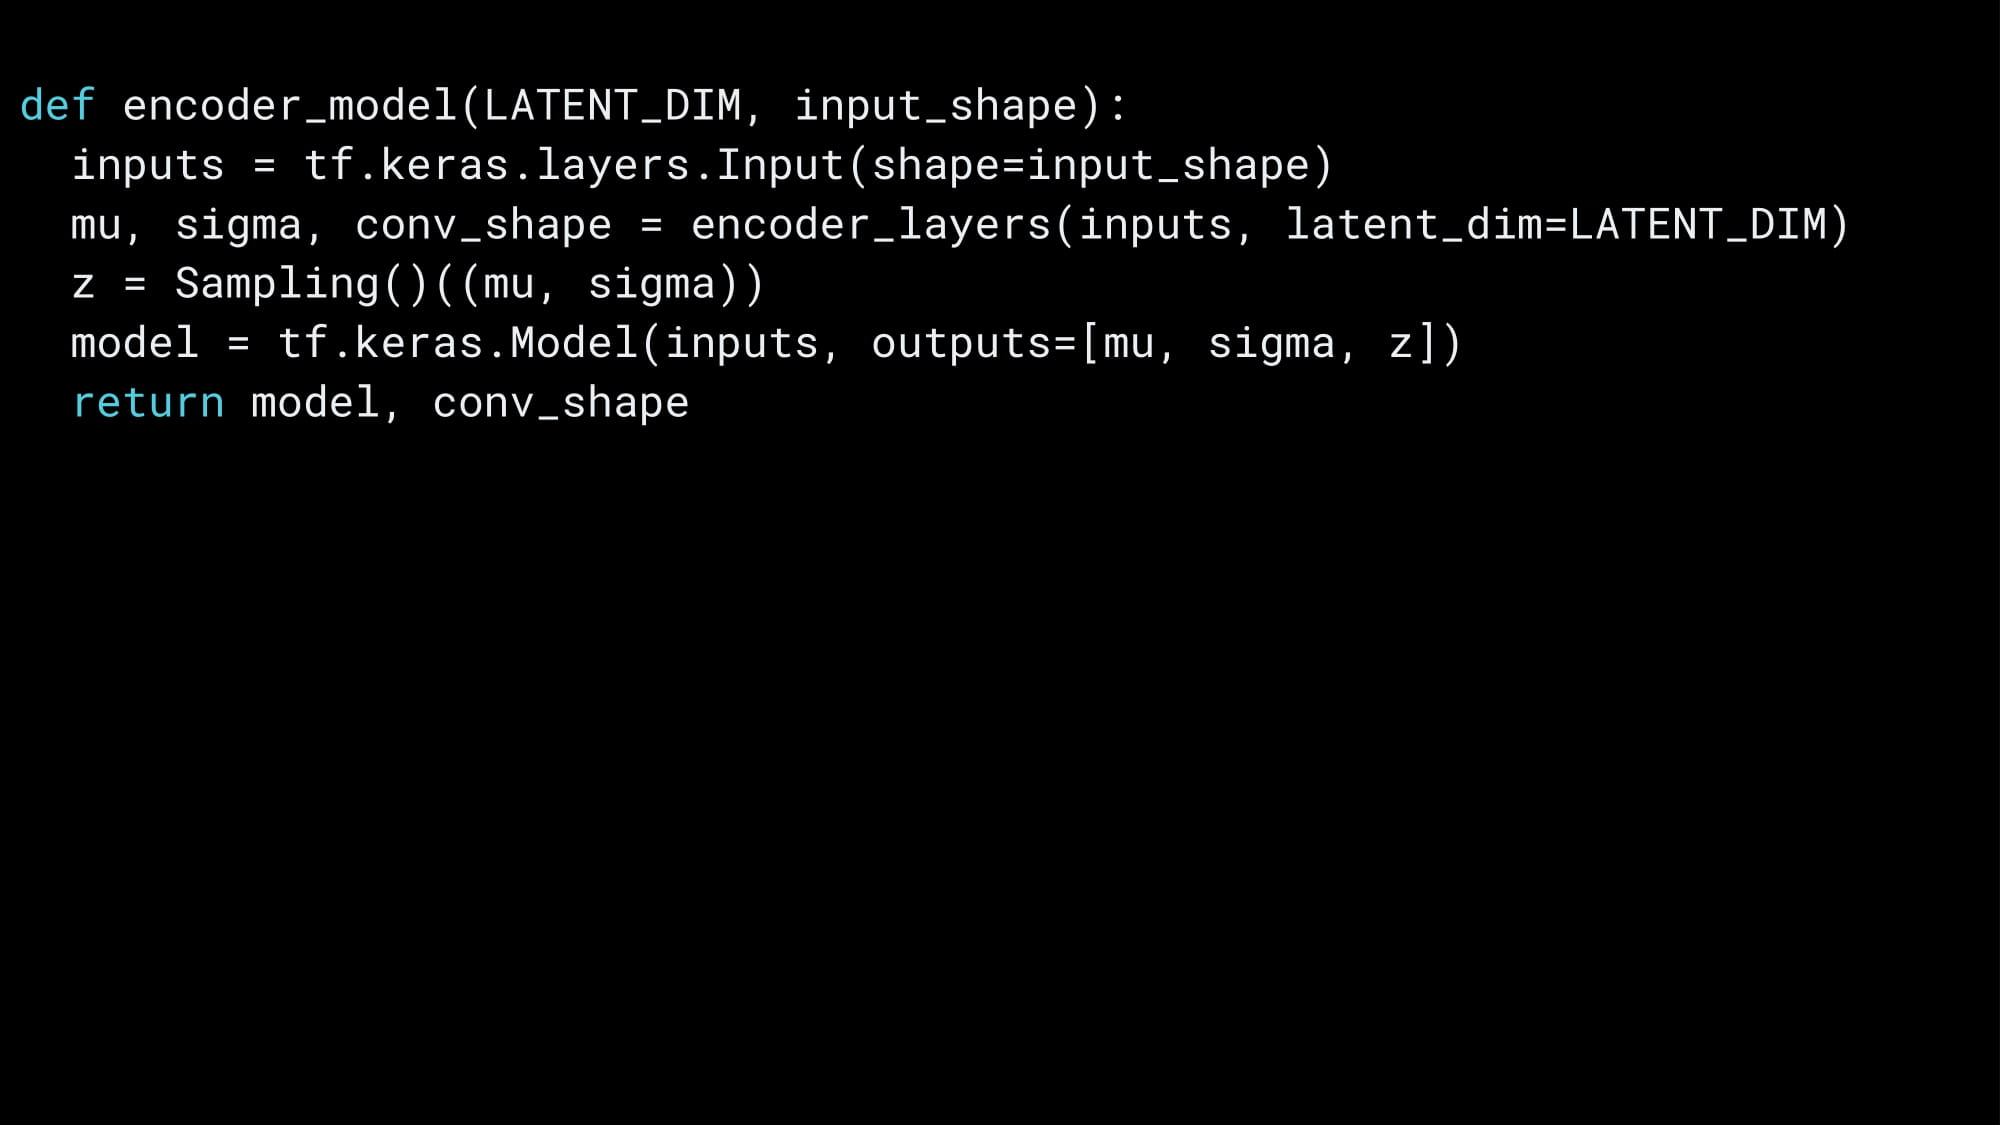 def encoder_model(LATENT_DIM, input_shape):
  inputs = tf.keras.layers.Input(shape=input_shape)
  mu, sigma, conv_shape = encoder_layers(inputs, latent_dim=LATENT_DIM)
  z = Sampling()((mu, sigma))
  model = tf.keras.Model(inputs, outputs=[mu, sigma, z])
  return model, conv_shape